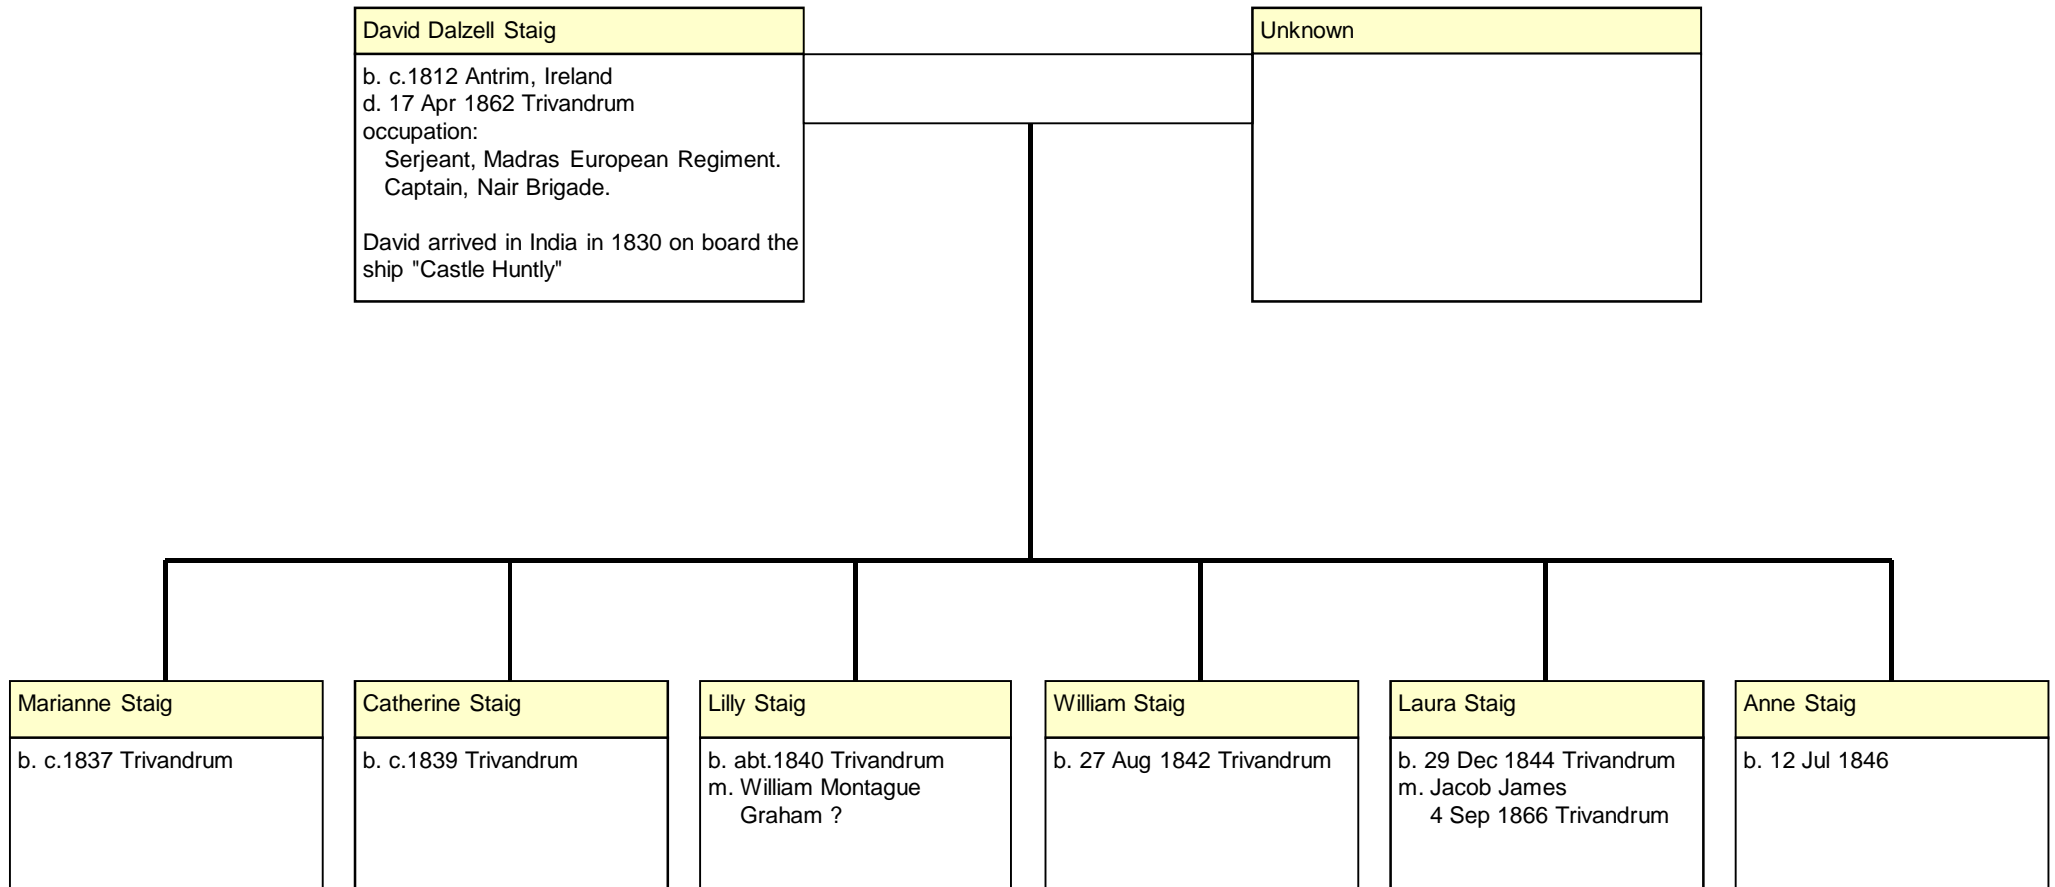 David Dalzell Staig
b. c.1812 Antrim, Ireland
d. 17 Apr 1862 Trivandrum
occupation:
Serjeant, Madras European Regiment.
Captain, Nair Brigade.
David arrived in India in 1830 on board the
ship "Castle Huntly"
Unknown
Marianne Staig
b. c.1837 Trivandrum
Catherine Staig
b. c.1839 Trivandrum
Lilly Staig
b. abt.1840 Trivandrum
m. William Montague
Graham ?
William Staig
b. 27 Aug 1842 Trivandrum
Laura Staig
b. 29 Dec 1844 Trivandrum
m. Jacob James
4 Sep 1866 Trivandrum
Anne Staig
b. 12 Jul 1846